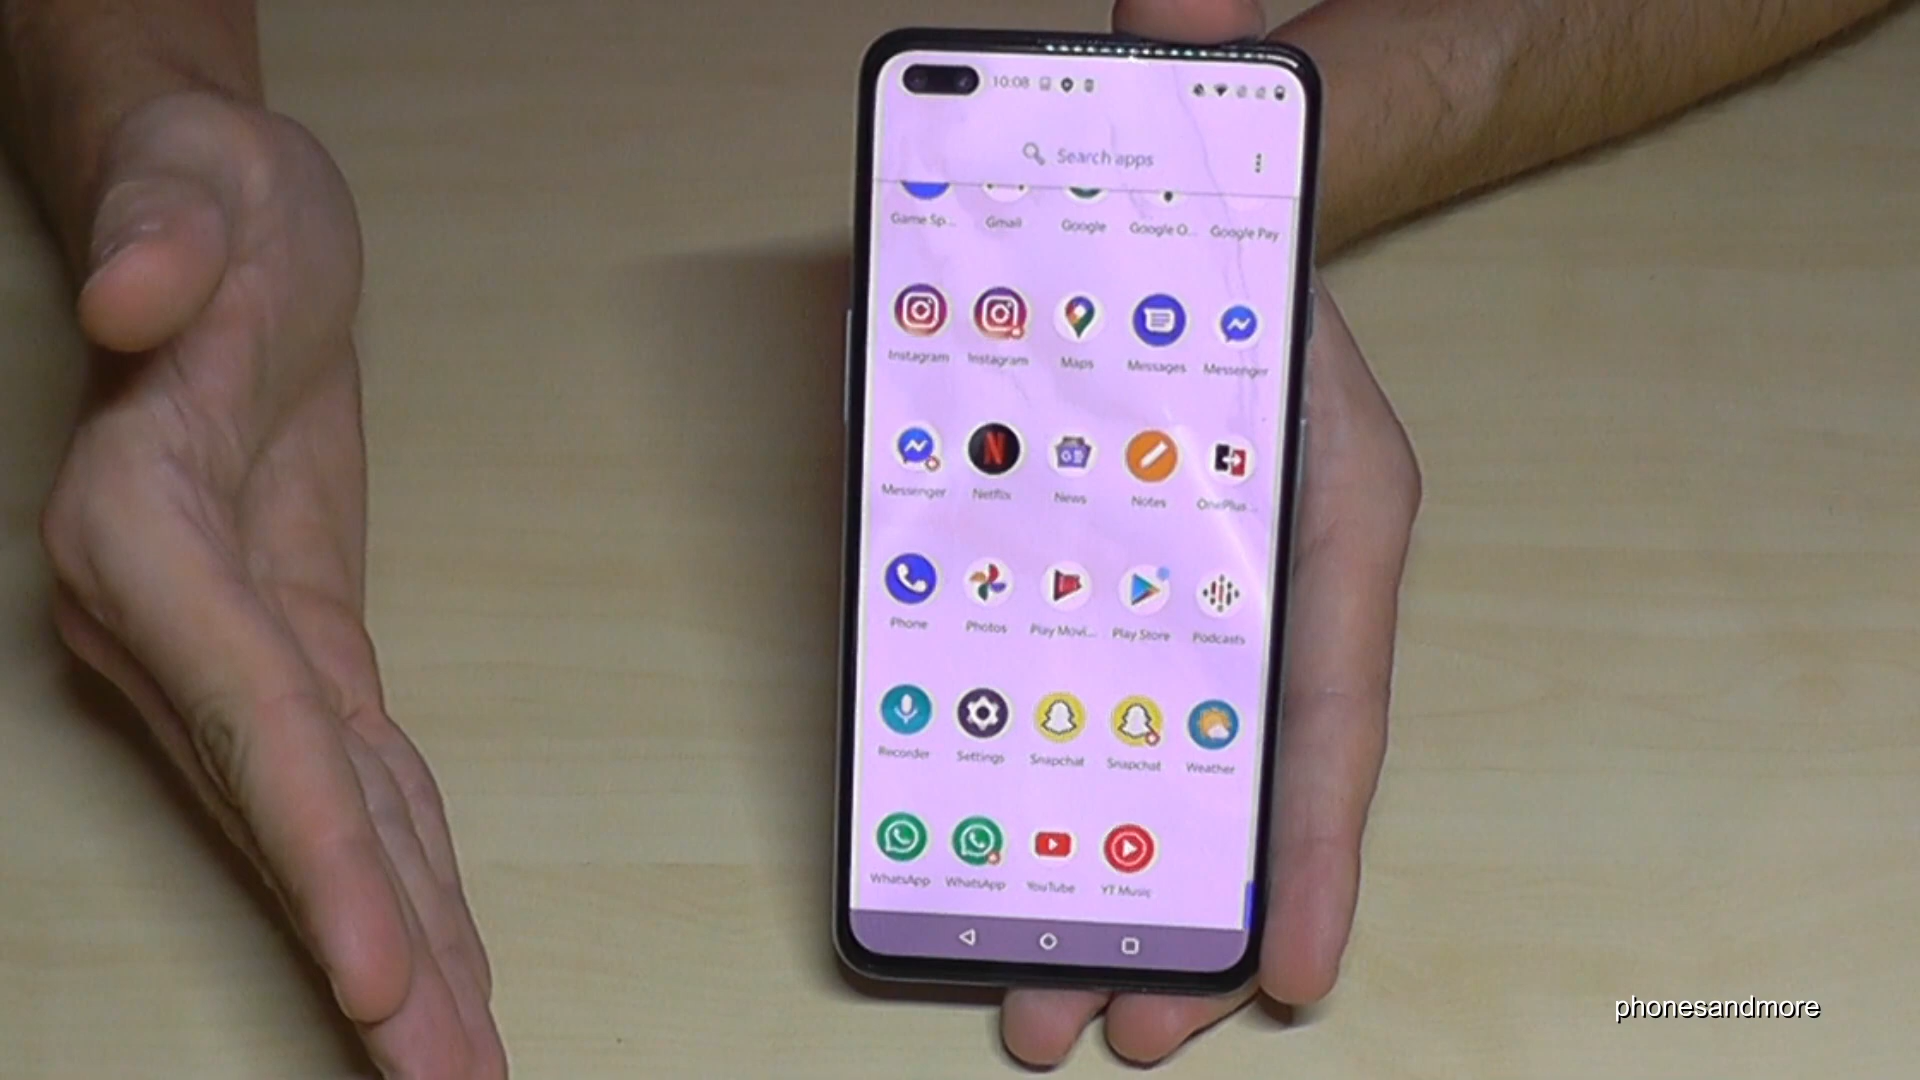 10:08
Search apps
Game Sp... Gmail Google Google O... Google Pay
Instagram Instagram Maps Messages Messenger
Messenger Netflix News Notes OnePlus...
Phone Photos Play Movi... Play Store Podcasts
Recorder Settings Snapchat Snapchat Weather
WhatsApp WhatsApp YouTube YT Music
phonesandmore